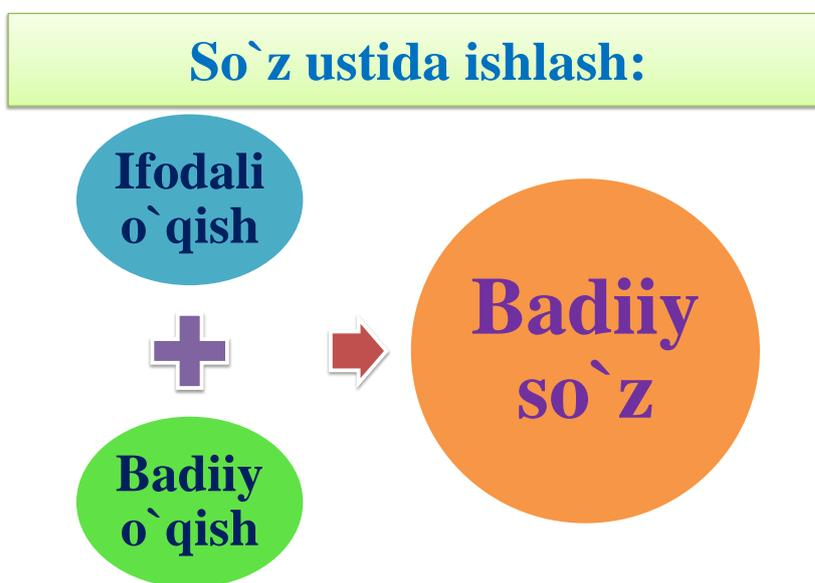 So`z ustida ishlash:
Ifodali
o`qish
Badiiy
o`qish
Badiiy
so`z